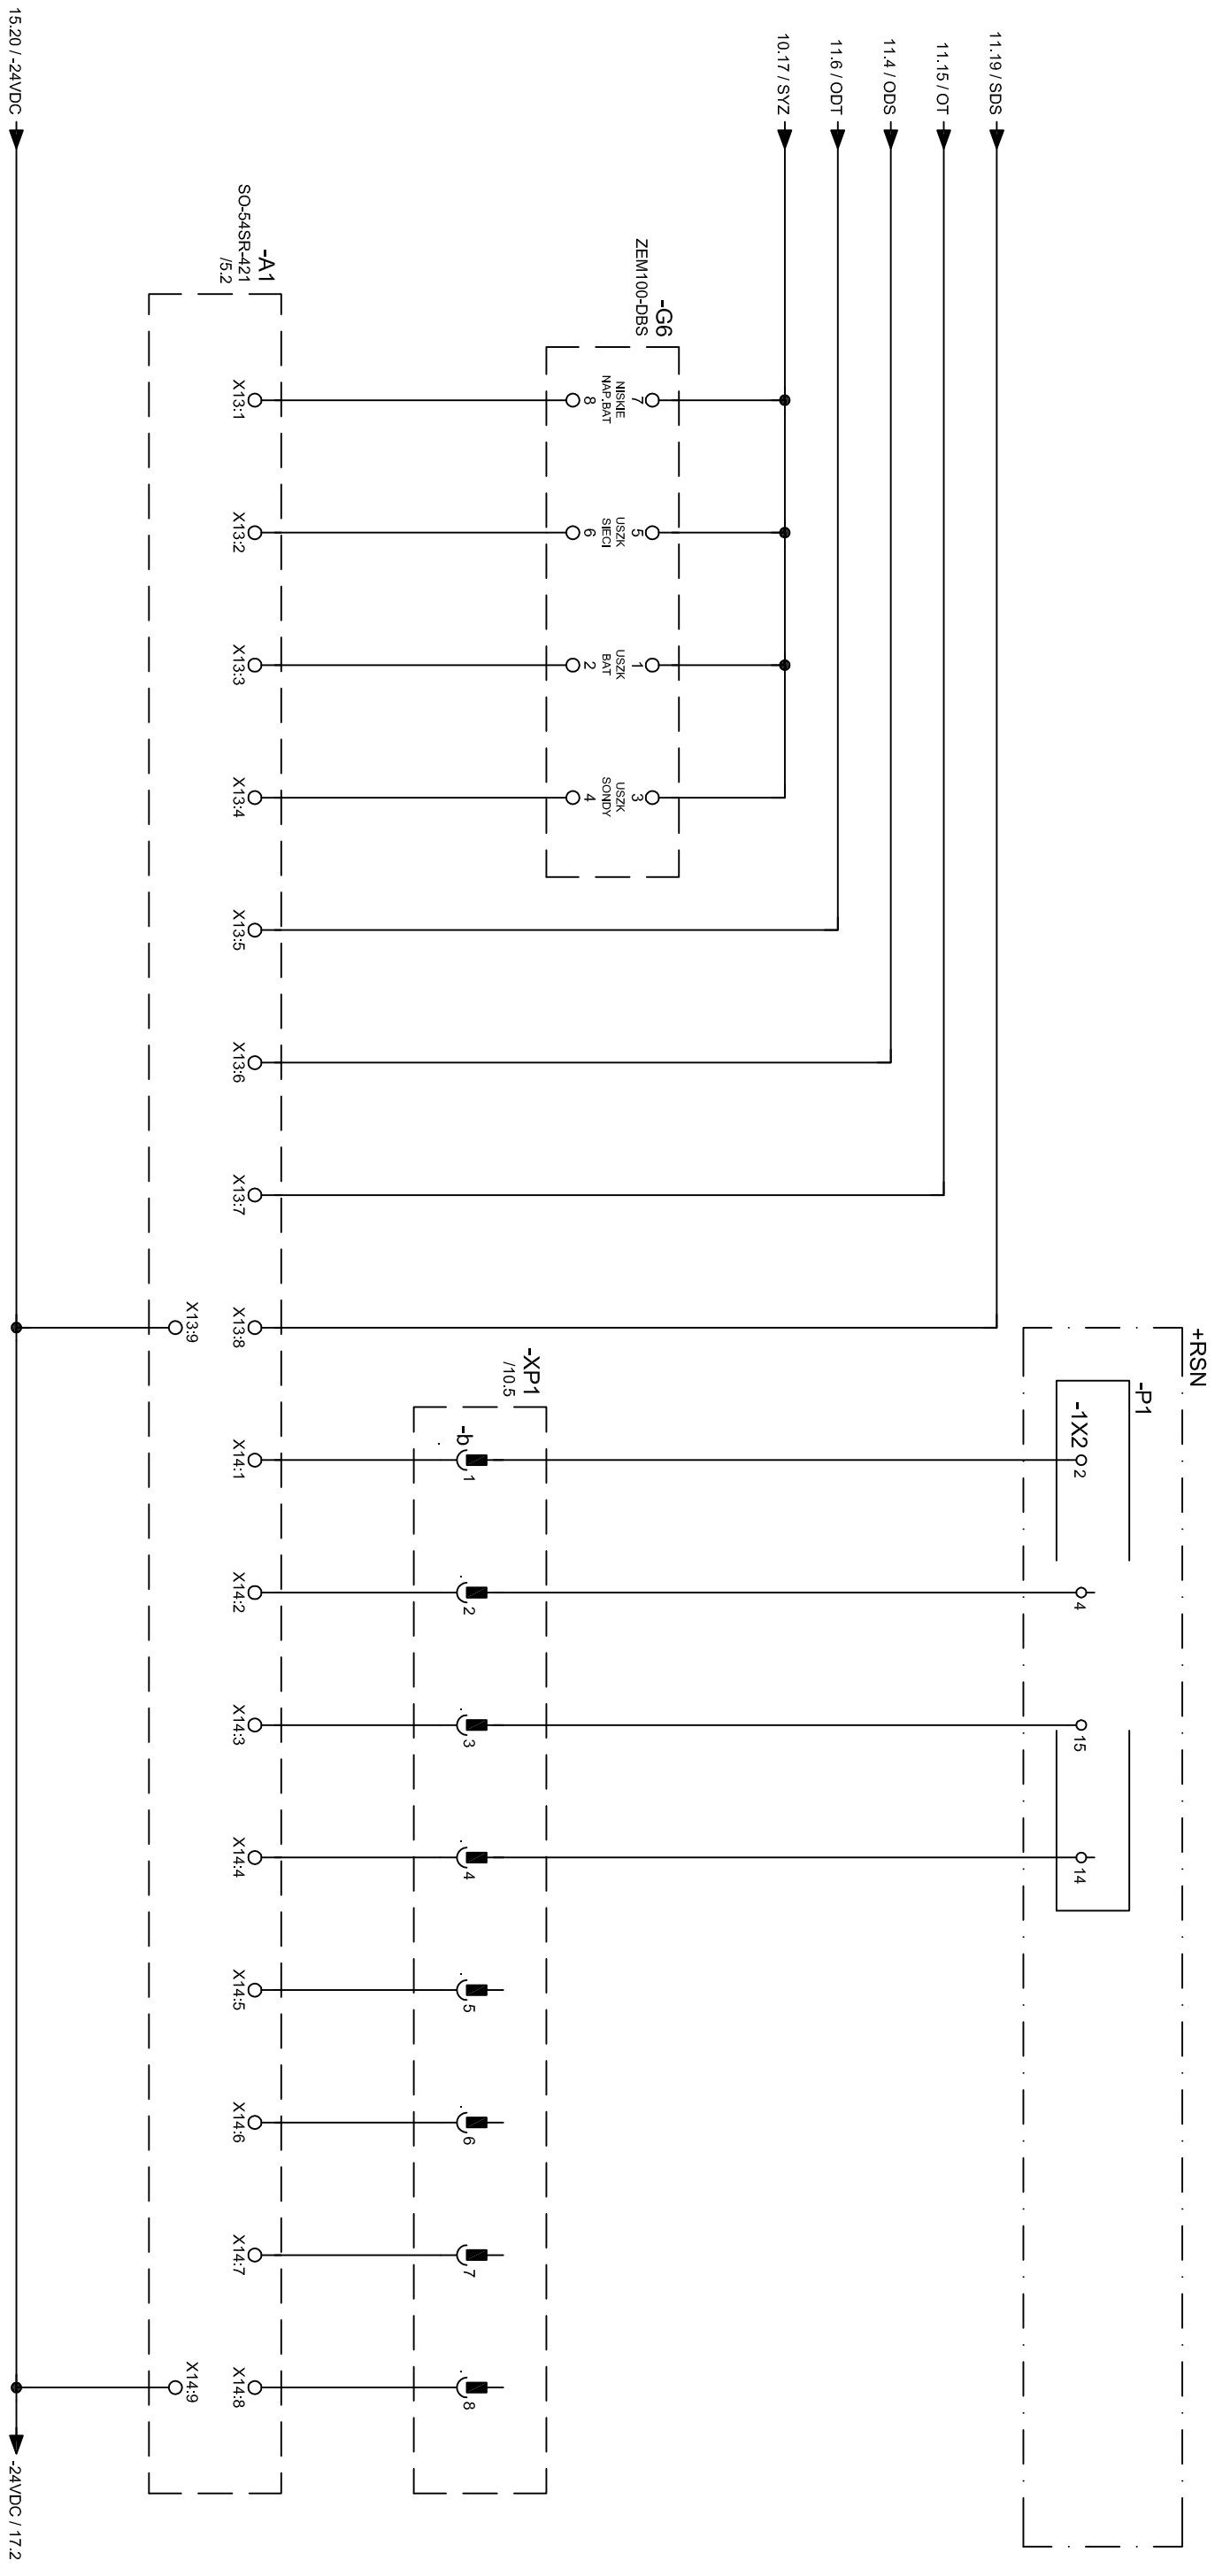 +RSN
-P1
-1X2
2
4
15
14
11.19 / SDS
11.15 / OT
11.4 / ODS
11.6 / ODT
10.17 / SYZ
-G6
ZEM100-DBS
7
NISKIE
NAP.BAT
8
5
USZK
SIECI
6
1
USZK
BAT
2
3
USZK
SONDY
4
-XP1
/10.5
-b
1
2
3
4
5
6
7
8
-A1
SO-54SR-421
/5.2
X13:1
X13:2
X13:3
X13:4
X13:5
X13:6
X13:7
X13:8
X14:1
X14:2
X14:3
X14:4
X14:5
X14:6
X14:7
X14:8
X13:9
X14:9
15.20 / -24VDC
-24VDC / 17.2